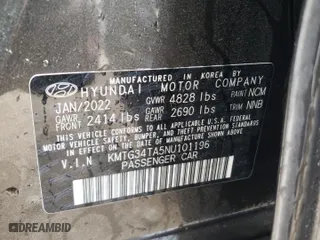 MANUFACTURED IN KOREA BY
HYUNDAI MOTOR COMPANY
JAN/2022 GVWR 4828 lbs PAINT NCM
GAWR FRONT 2414 lbs GAWR REAR 2690 lbs TRIM NNB
THIS VEHICLE CONFORMS TO ALL APPLICABLE FEDERAL
MOTOR VEHICLE SAFETY, BUMPER, AND THEFT PREVENTION
STANDARDS IN EFFECT ON THE DATE OF MANUFACTURE SHOWN ABOVE.
V.I.N KMTG34TA5NU101196
PASSENGER CAR